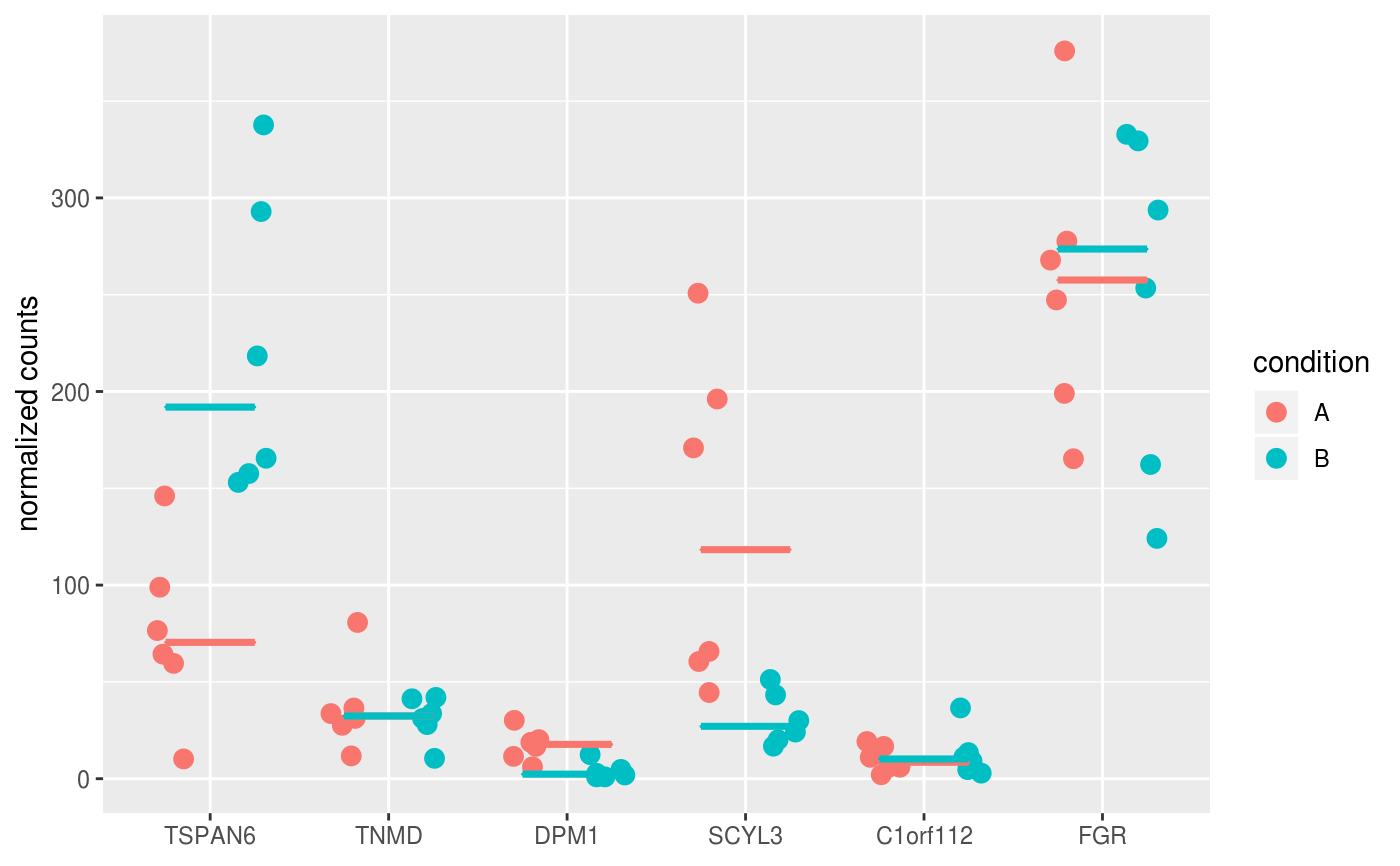 normalized counts
300
200
100
0
TSPAN6 TNMD DPM1 SCYL3 C1orf112 FGR
condition
A
B